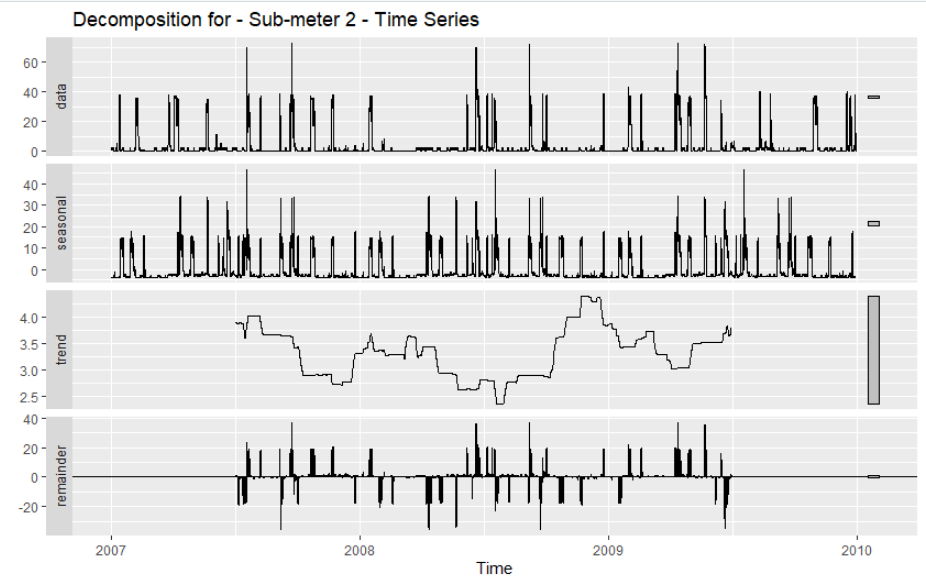 Decomposition for - Sub-meter 2 - Time Series
60
40
20
0
data
40
30
20
10
0
seasonal
4.0
3.5
3.0
2.5
trend
40
20
0
-20
remainder
2007 2008 2009 2010
Time